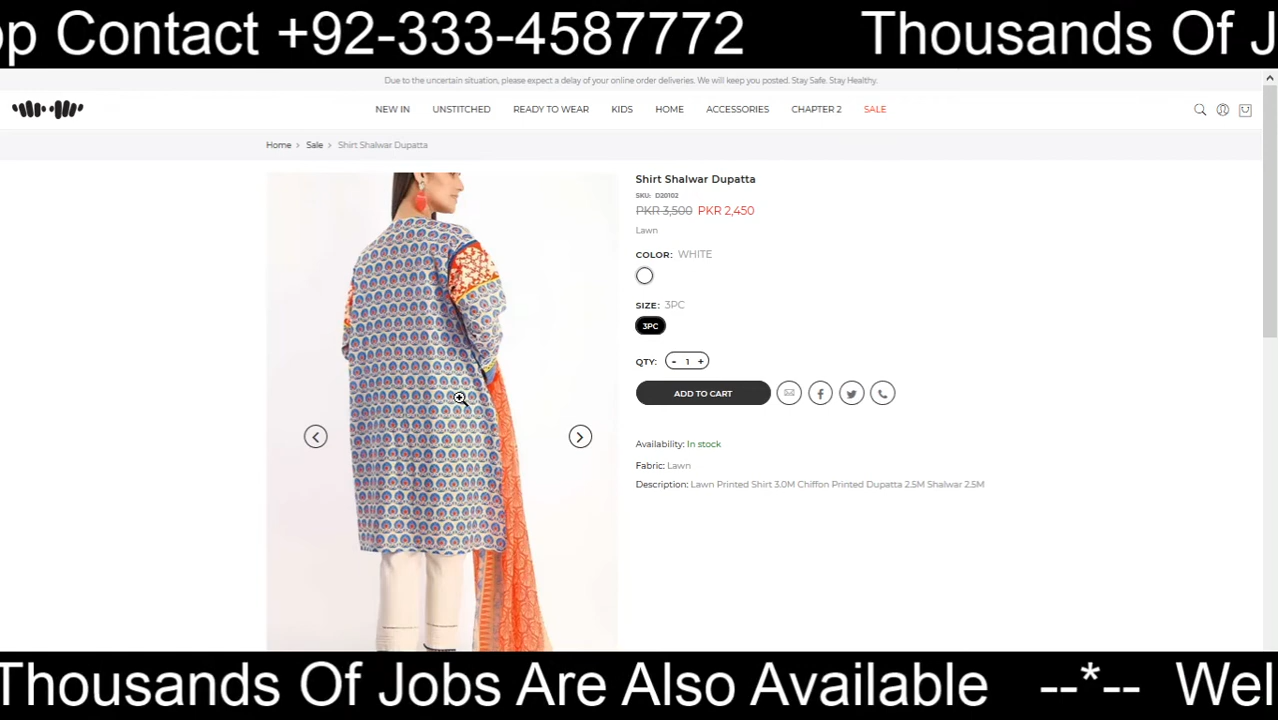 op Contact +92-333-4587772 Thousands Of J
Due to the uncertain situation, please expect a delay of your online order deliveries. We will keep you posted. Stay Safe. Stay Healthy.
NEW IN UNSTITCHED READY TO WEAR KIDS HOME ACCESSORIES CHAPTER 2 SALE
Home > Sale > Shirt Shalwar Dupatta
Shirt Shalwar Dupatta
SKU: D20102
PKR 3,500 PKR 2,450
Lawn
COLOR: WHITE
SIZE: 3PC
3PC
QTY: - 1 +
ADD TO CART
Availability: In stock
Fabric: Lawn
Description: Lawn Printed Shirt 3.0M Chiffon Printed Dupatta 2.5M Shalwar 2.5M
Thousands Of Jobs Are Also Available --*-- Wel